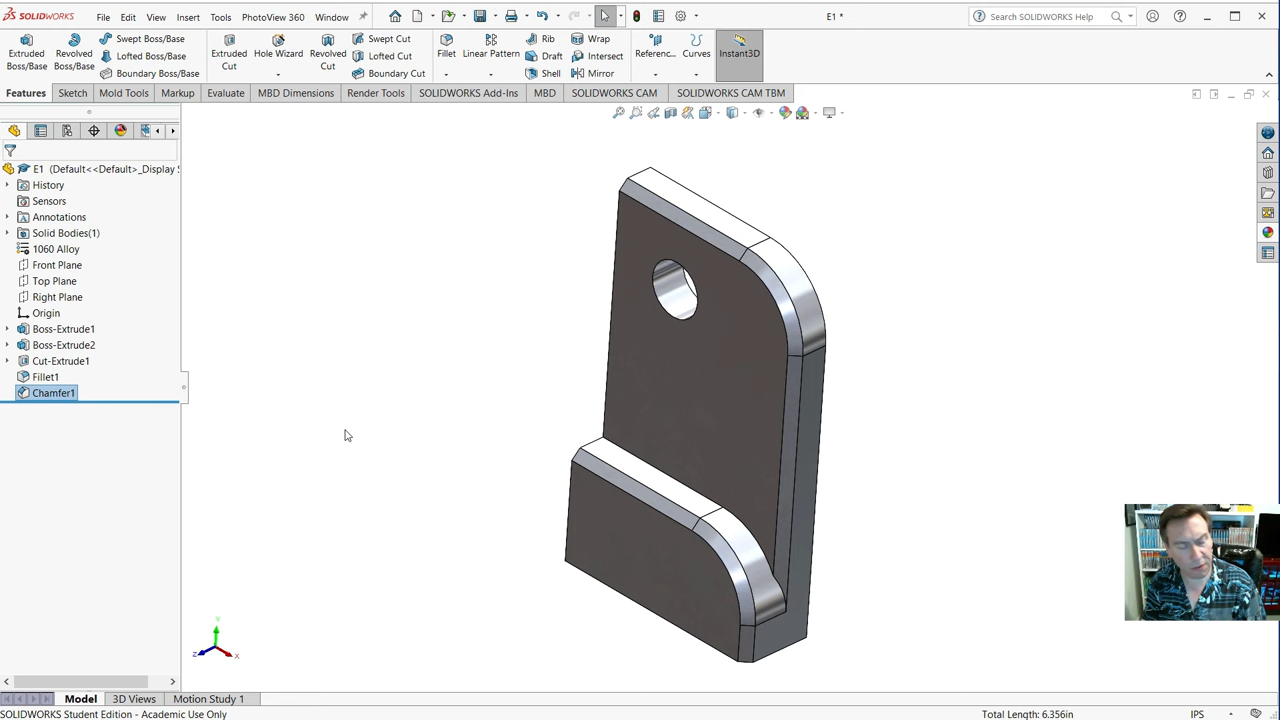 SOLIDWORKS File Edit View Insert Tools PhotoView 360 Window E1 * Search SOLIDWORKS Help
Extruded Boss/Base
Revolved Boss/Base
Swept Boss/Base
Lofted Boss/Base
Boundary Boss/Base
Extruded Cut
Hole Wizard
Revolved Cut
Swept Cut
Lofted Cut
Boundary Cut
Fillet
Linear Pattern
Rib
Draft
Shell
Wrap
Intersect
Mirror
Referenc...
Curves
Instant3D
Features Sketch Mold Tools Markup Evaluate MBD Dimensions Render Tools SOLIDWORKS Add-Ins MBD SOLIDWORKS CAM SOLIDWORKS CAM TBM
E1 (Default<<Default>_Display S
History
Sensors
Annotations
Solid Bodies(1)
1060 Alloy
Front Plane
Top Plane
Right Plane
Origin
Boss-Extrude1
Boss-Extrude2
Cut-Extrude1
Fillet1
Chamfer1
Y
Z X
Model 3D Views Motion Study 1
SOLIDWORKS Student Edition - Academic Use Only Total Length: 6.356in IPS